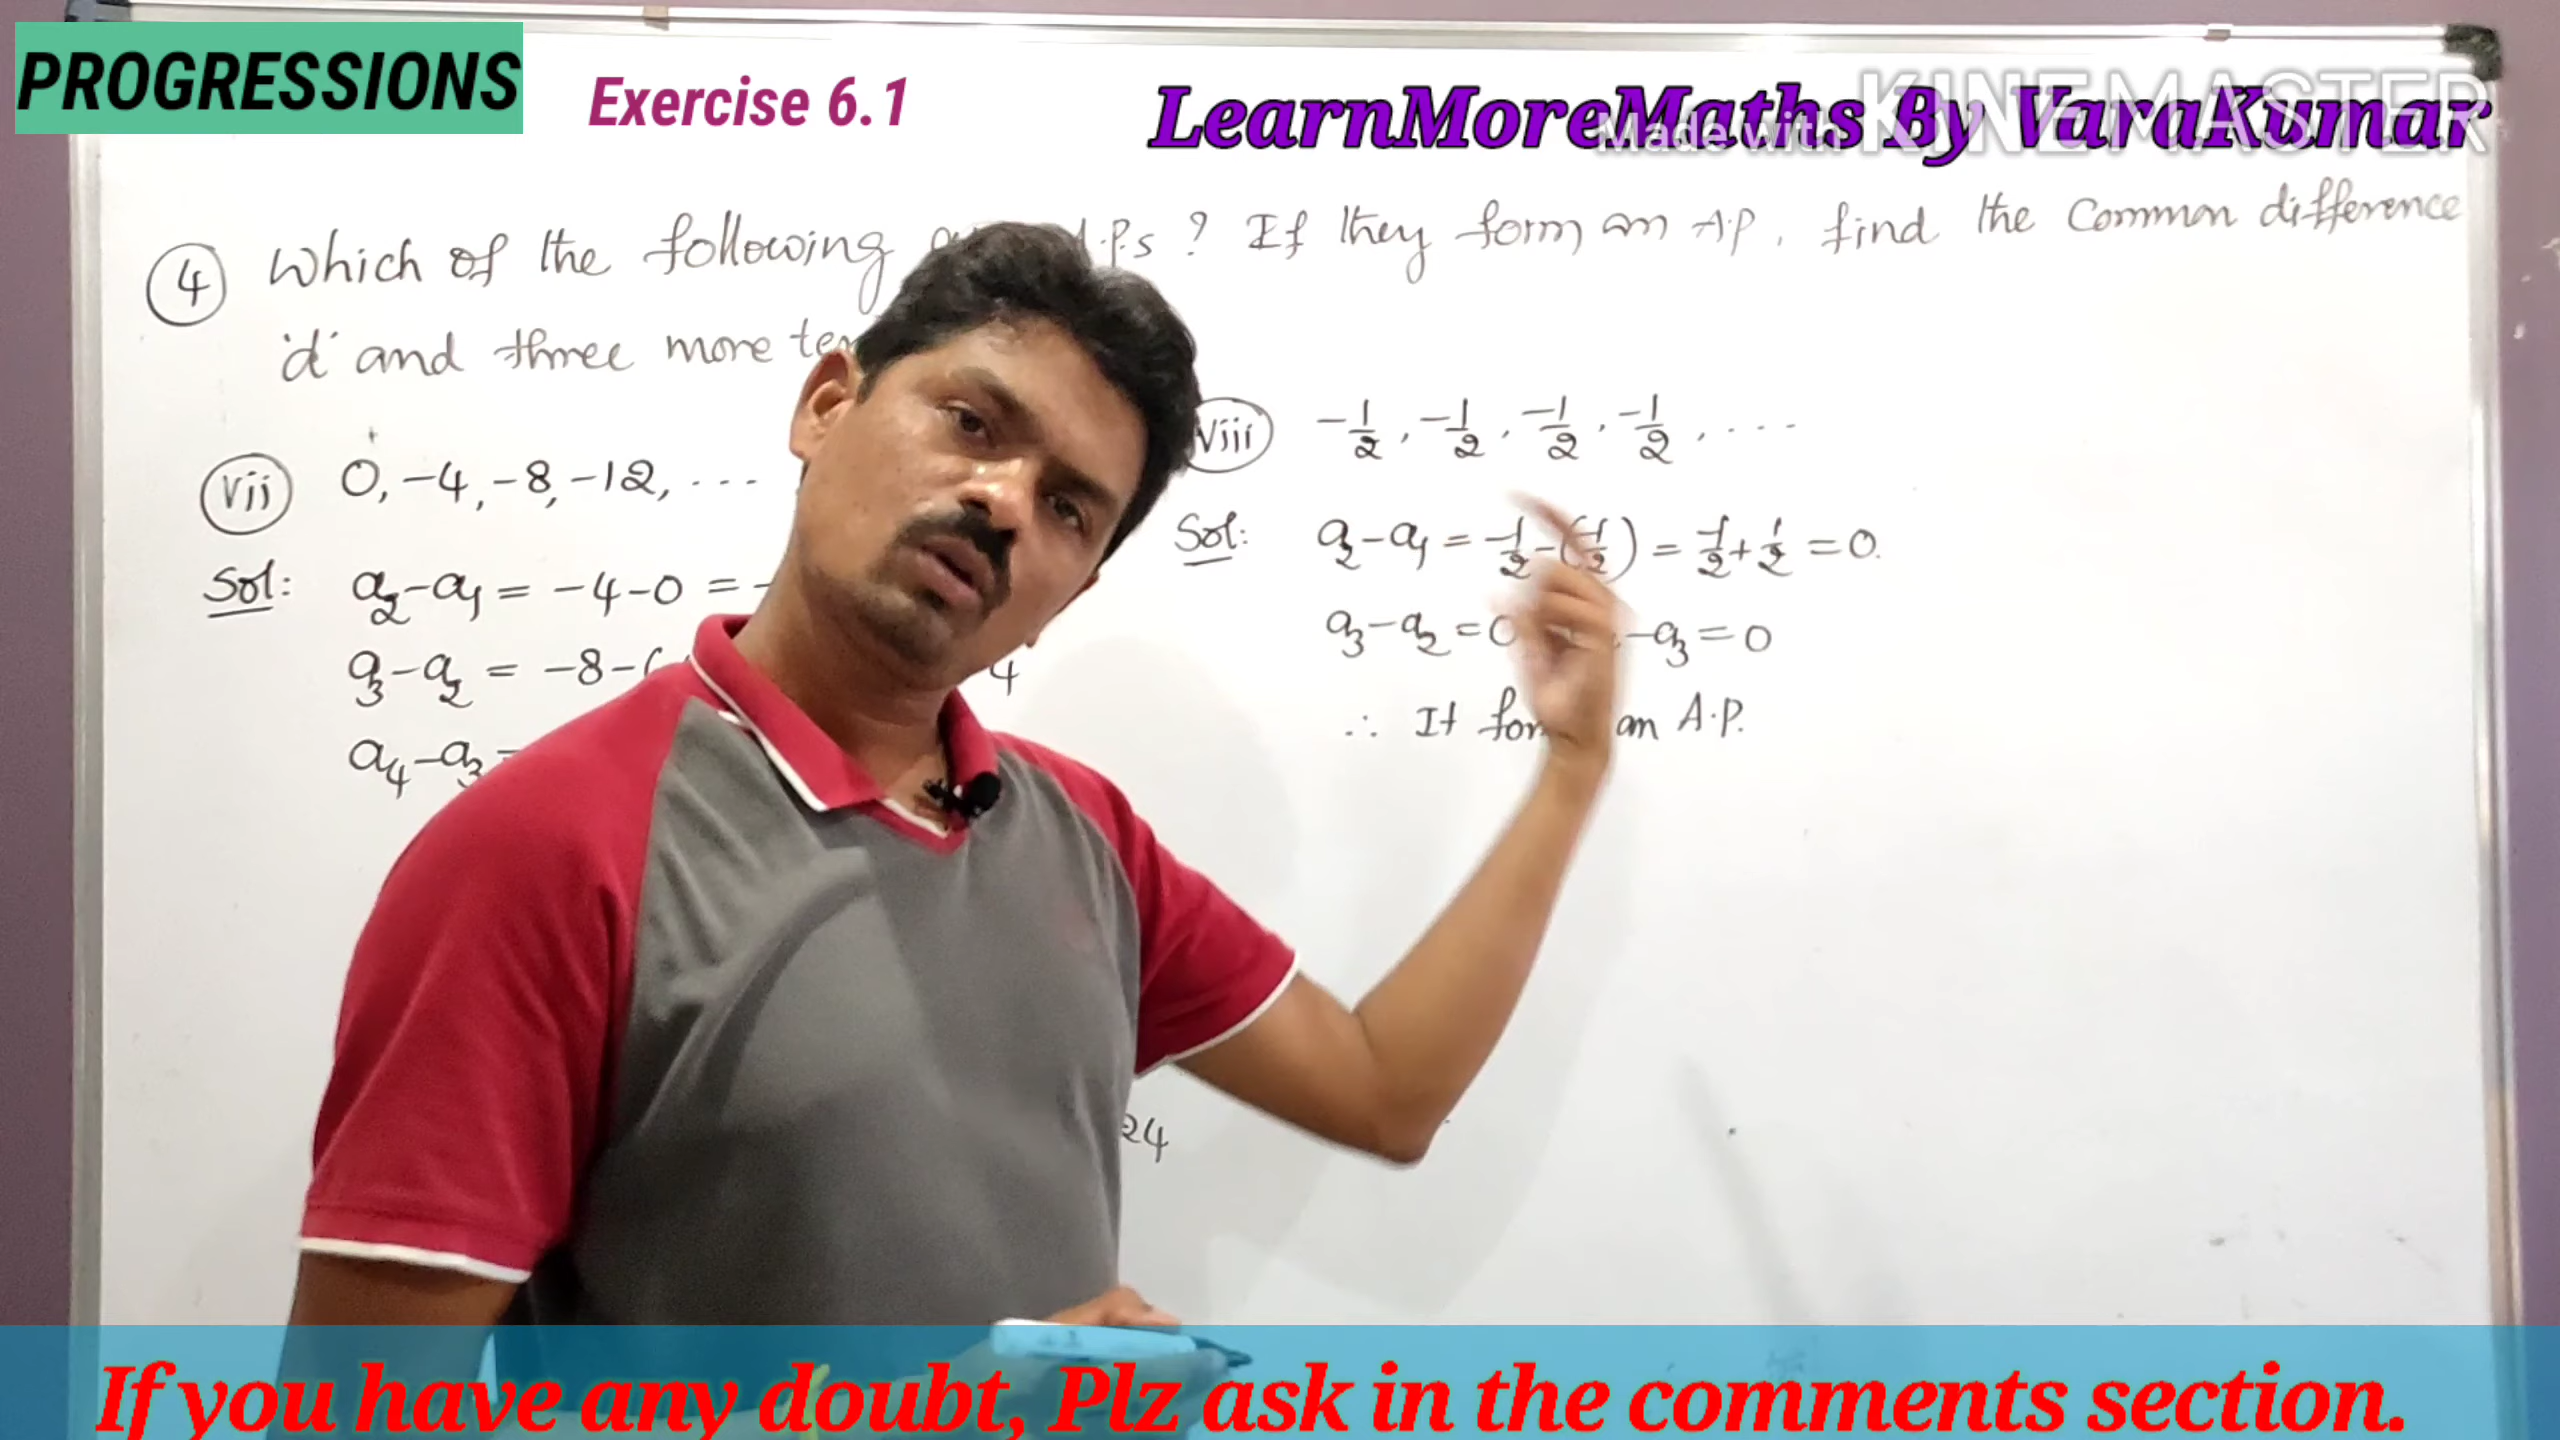 PROGRESSIONS
Exercise 6.1
LearnMoreMaths By VaraKumar
Made with KINEMASTER
④ Which of the following A.P.s ? If they form an A.P, find the Common difference
'd' and three more
(vii) 0, -4, -8, -12, ...
Sol: a₂-a₁ = -4-0 = -
a₃-a₂ = -8-( 4
a₄-a₃ =
24
(viii) -1/2, -1/2, -1/2, -1/2, ....
Sol: a₂-a₁ = -1/2-(-1/2) = -1/2+1/2 = 0.
a₃-a₂ = 0 -a₃ = 0
∴ It an A.P.
If you have any doubt, Plz ask in the comments section.